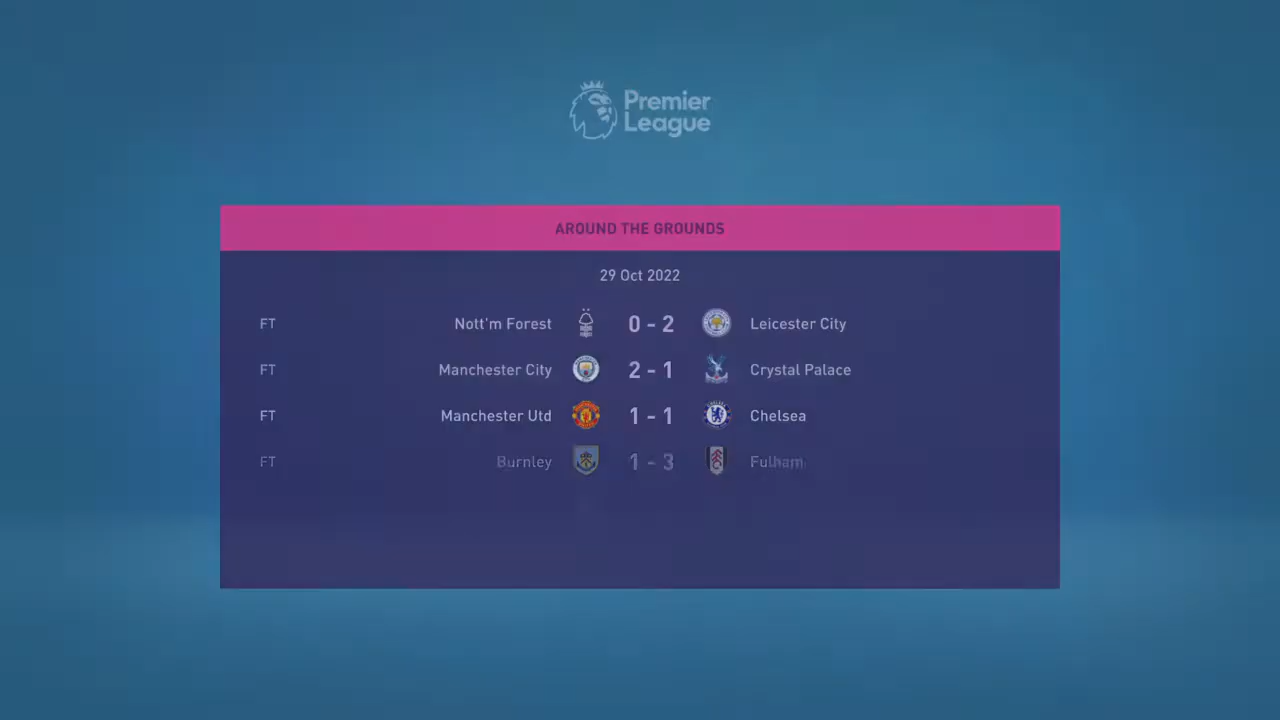 Premier
League
AROUND THE GROUNDS
29 Oct 2022
FT Nott'm Forest 0 - 2 Leicester City
FT Manchester City 2 - 1 Crystal Palace
FT Manchester Utd 1 - 1 Chelsea
FT Burnley 1 - 3 Fulham